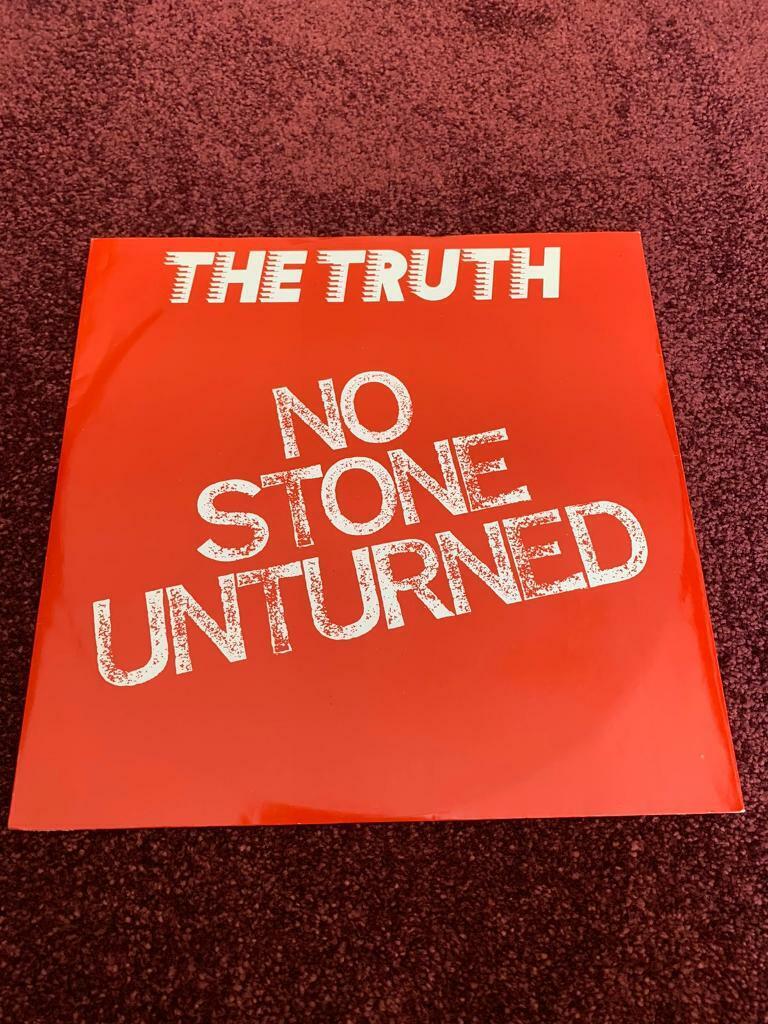 THE TRUTH
NO
STONE
UNTURNED